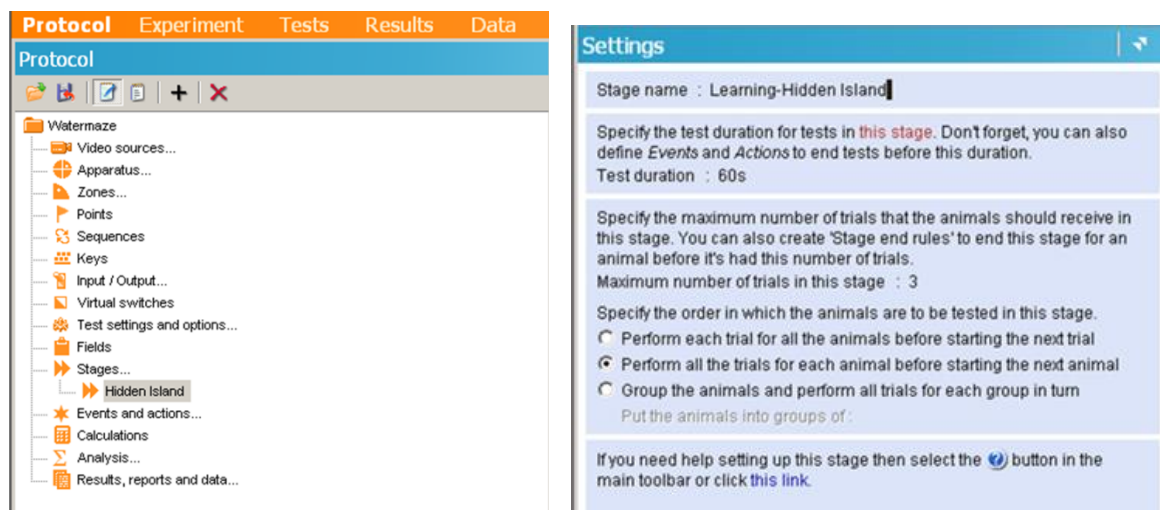 Protocol Experiment Tests Results Data
Protocol
Watermaze
Video sources...
Apparatus...
Zones...
Points
Sequences
Keys
Input / Output...
Virtual switches
Test settings and options...
Fields
Stages...
Hidden Island
Events and actions...
Calculations
Analysis...
Results, reports and data...
Settings
Stage name : Learning-Hidden Island
Specify the test duration for tests in this stage. Don't forget, you can also
define Events and Actions to end tests before this duration.
Test duration : 60s
Specify the maximum number of trials that the animals should receive in
this stage. You can also create 'Stage end rules' to end this stage for an
animal before it's had this number of trials.
Maximum number of trials in this stage : 3
Specify the order in which the animals are to be tested in this stage.
Perform each trial for all the animals before starting the next trial
Perform all the trials for each animal before starting the next animal
Group the animals and perform all trials for each group in turn
Put the animals into groups of :
If you need help setting up this stage then select the button in the
main toolbar or click this link.